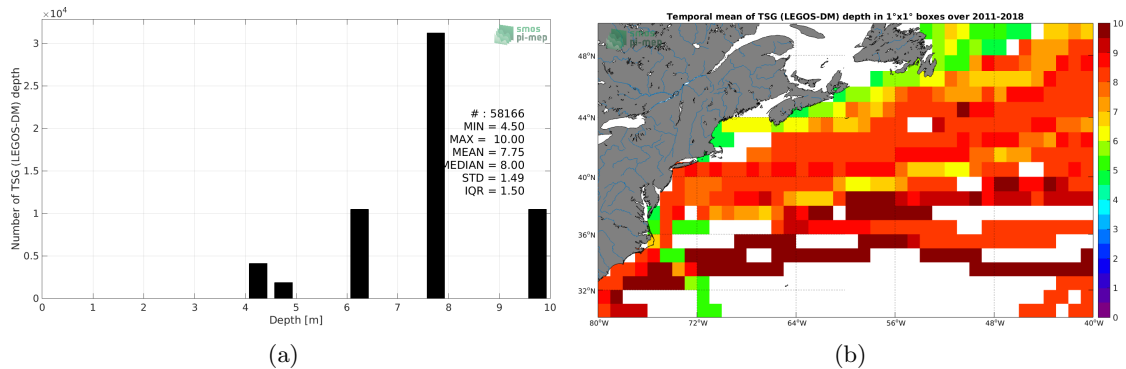 ×10⁴
smos
pi-mep
3
2.5
2
1.5
1
0.5
0
Number of TSG (LEGOS-DM) depth
# : 58166
MIN = 4.50
MAX = 10.00
MEAN = 7.75
MEDIAN = 8.00
STD = 1.49
IQR = 1.50
0 1 2 3 4 5 6 7 8 9 10
Depth [m]
(a)
Temporal mean of TSG (LEGOS-DM) depth in 1°x1° boxes over 2011-2018
smos
pi-mep
48°N
44°N
40°N
36°N
32°N
80°W 72°W 64°W 56°W 48°W 40°W
10
9
8
7
6
5
4
3
2
1
0
(b)